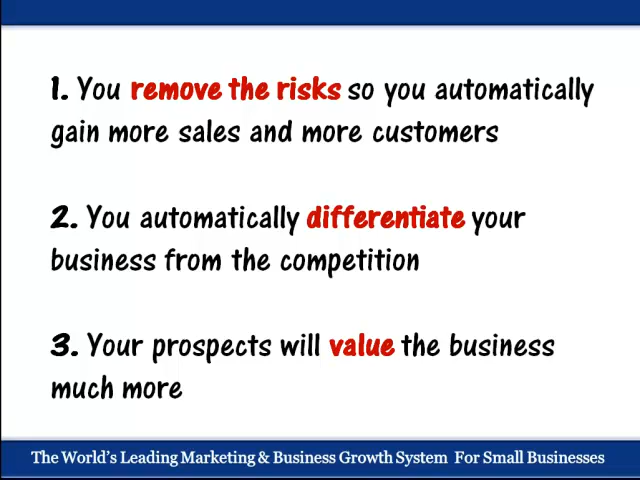 1. You remove the risks so you automatically
gain more sales and more customers
2. You automatically differentiate your
business from the competition
3. Your prospects will value the business
much more
The World's Leading Marketing & Business Growth System For Small Businesses